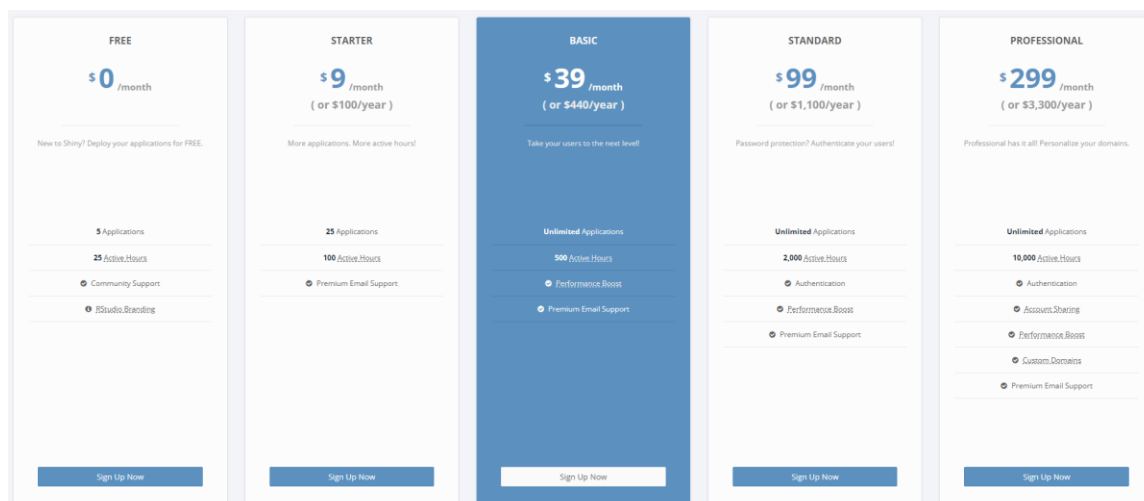 FREE
$ 0 /month
New to Shiny? Deploy your applications for FREE.
5 Applications
25 Active Hours
Community Support
RStudio Branding
Sign Up Now
STARTER
$ 9 /month
( or $100/year )
More applications. More active hours!
25 Applications
100 Active Hours
Premium Email Support
Sign Up Now
BASIC
$ 39 /month
( or $440/year )
Take your users to the next level!
Unlimited Applications
500 Active Hours
Performance Boost
Premium Email Support
Sign Up Now
STANDARD
$ 99 /month
( or $1,100/year )
Password protection? Authenticate your users!
Unlimited Applications
2,000 Active Hours
Authentication
Performance Boost
Premium Email Support
Sign Up Now
PROFESSIONAL
$ 299 /month
( or $3,300/year )
Professional has it all! Personalize your domains.
Unlimited Applications
10,000 Active Hours
Authentication
Account Sharing
Performance Boost
Custom Domains
Premium Email Support
Sign Up Now